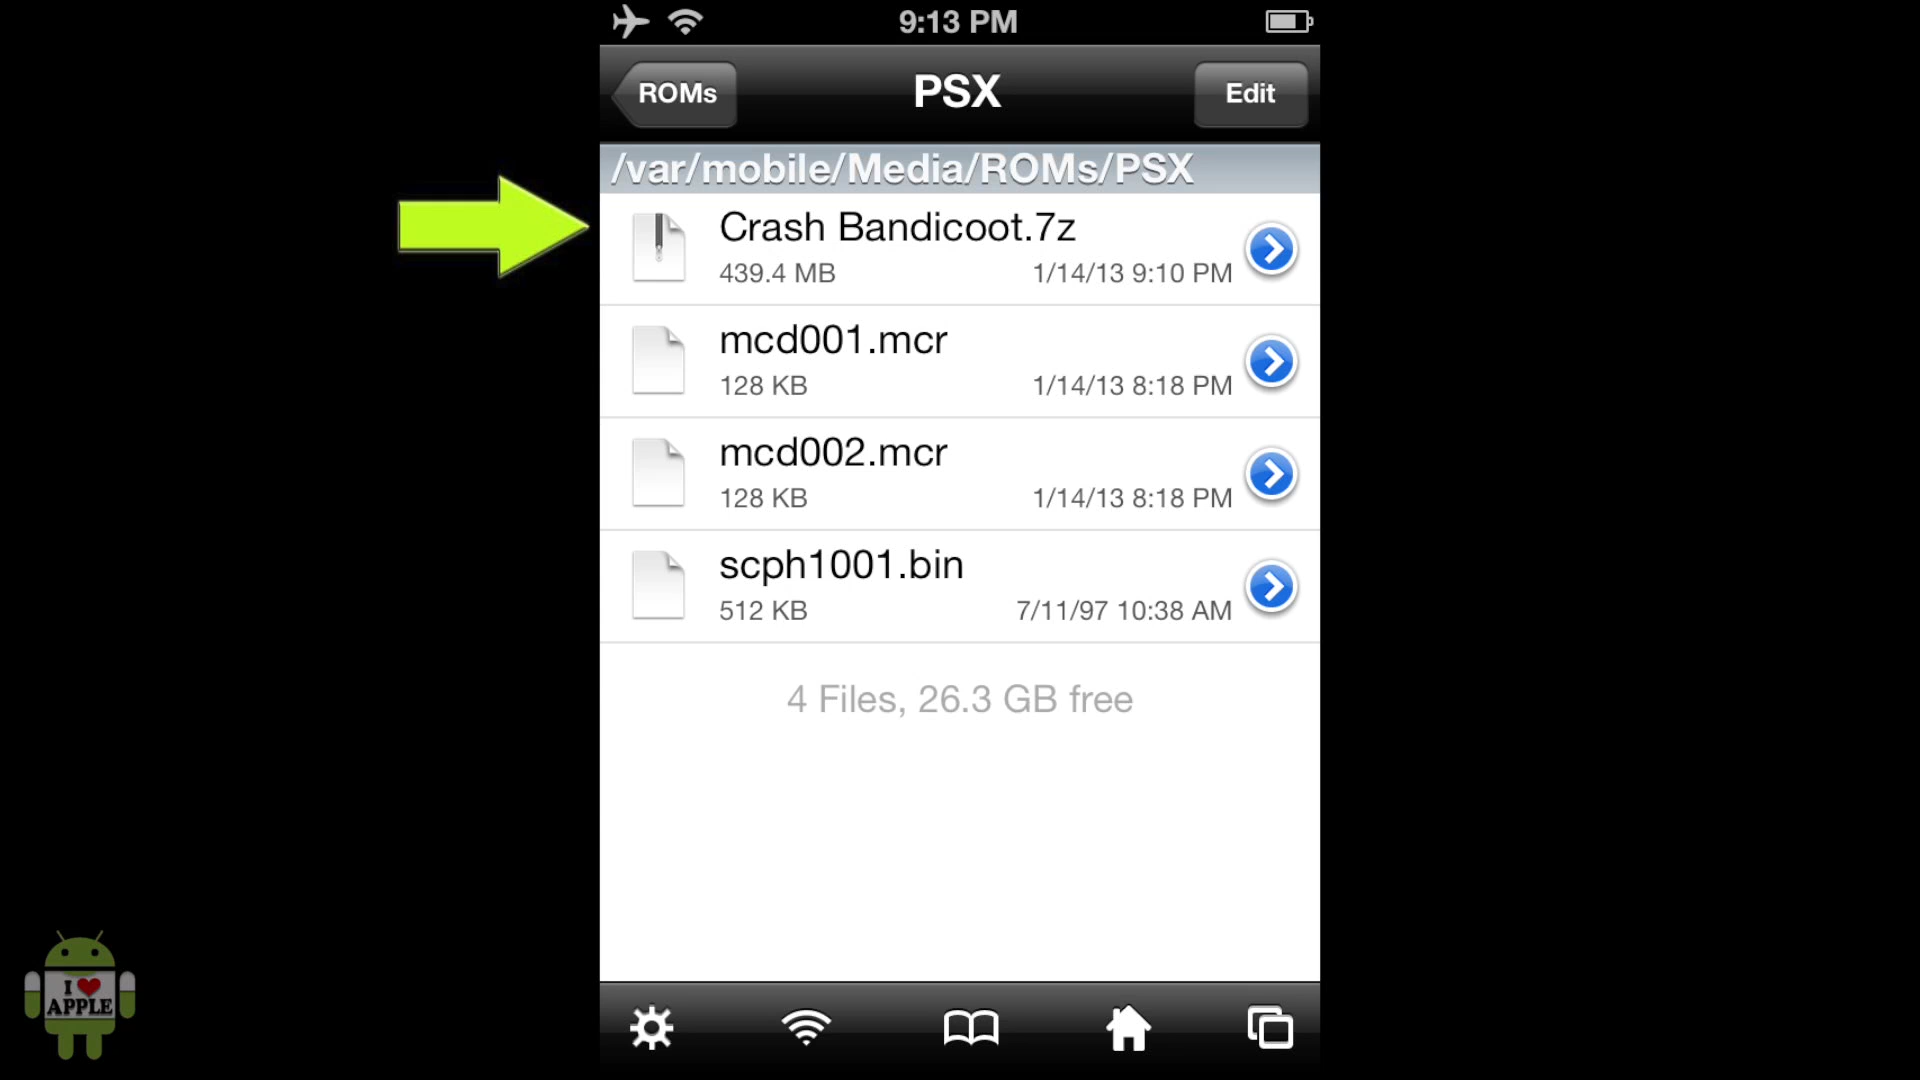 9:13 PM
ROMs
PSX
Edit
/var/mobile/Media/ROMs/PSX
Crash Bandicoot.7z
439.4 MB
1/14/13 9:10 PM
mcd001.mcr
128 KB
1/14/13 8:18 PM
mcd002.mcr
128 KB
1/14/13 8:18 PM
scph1001.bin
512 KB
7/11/97 10:38 AM
4 Files, 26.3 GB free
I
APPLE